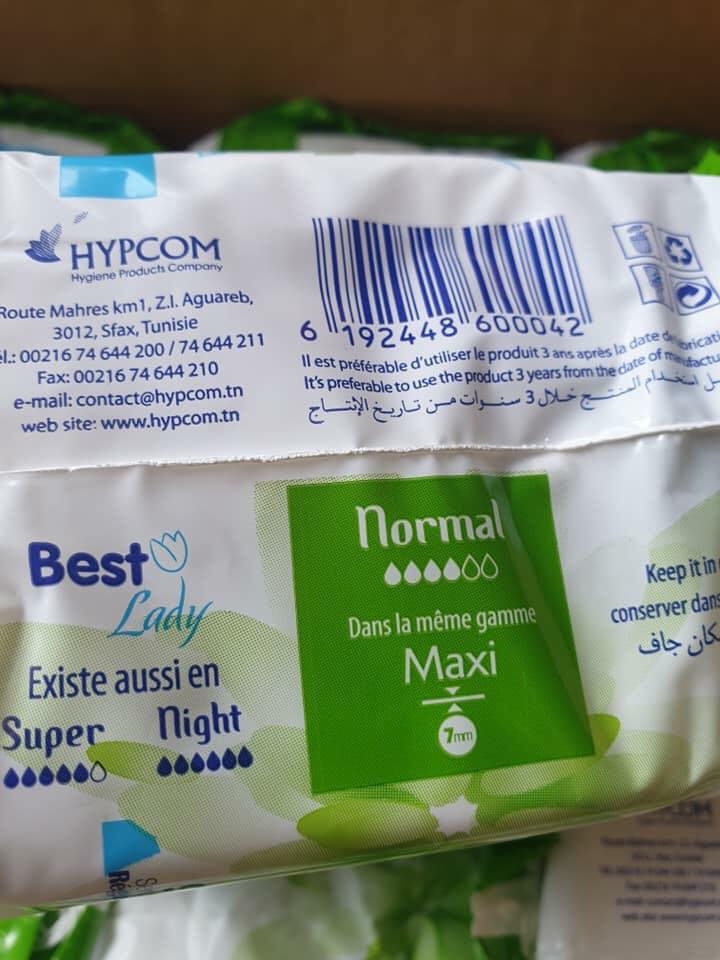 HYPCOM
Hygiene Products Company
Route Mahres km1, Z.I. Aguareb,
3012, Sfax, Tunisie
él.: 00216 74 644 200 / 74 644 211
Fax: 00216 74 644 210
e-mail: contact@hypcom.tn
web site: www.hypcom.tn
6 192448 600042
Il est préférable d'utiliser le produit 3 ans après la date de
It's preferable to use the product 3 years from the date of
استخدام المنتج خلال 3 سنوات من تاريخ الإنتاج
Best
Lady
Existe aussi en
Super
Night
Normal
Dans la même gamme
Maxi
7mm
Keep it in
conserver dans
مكان جاف